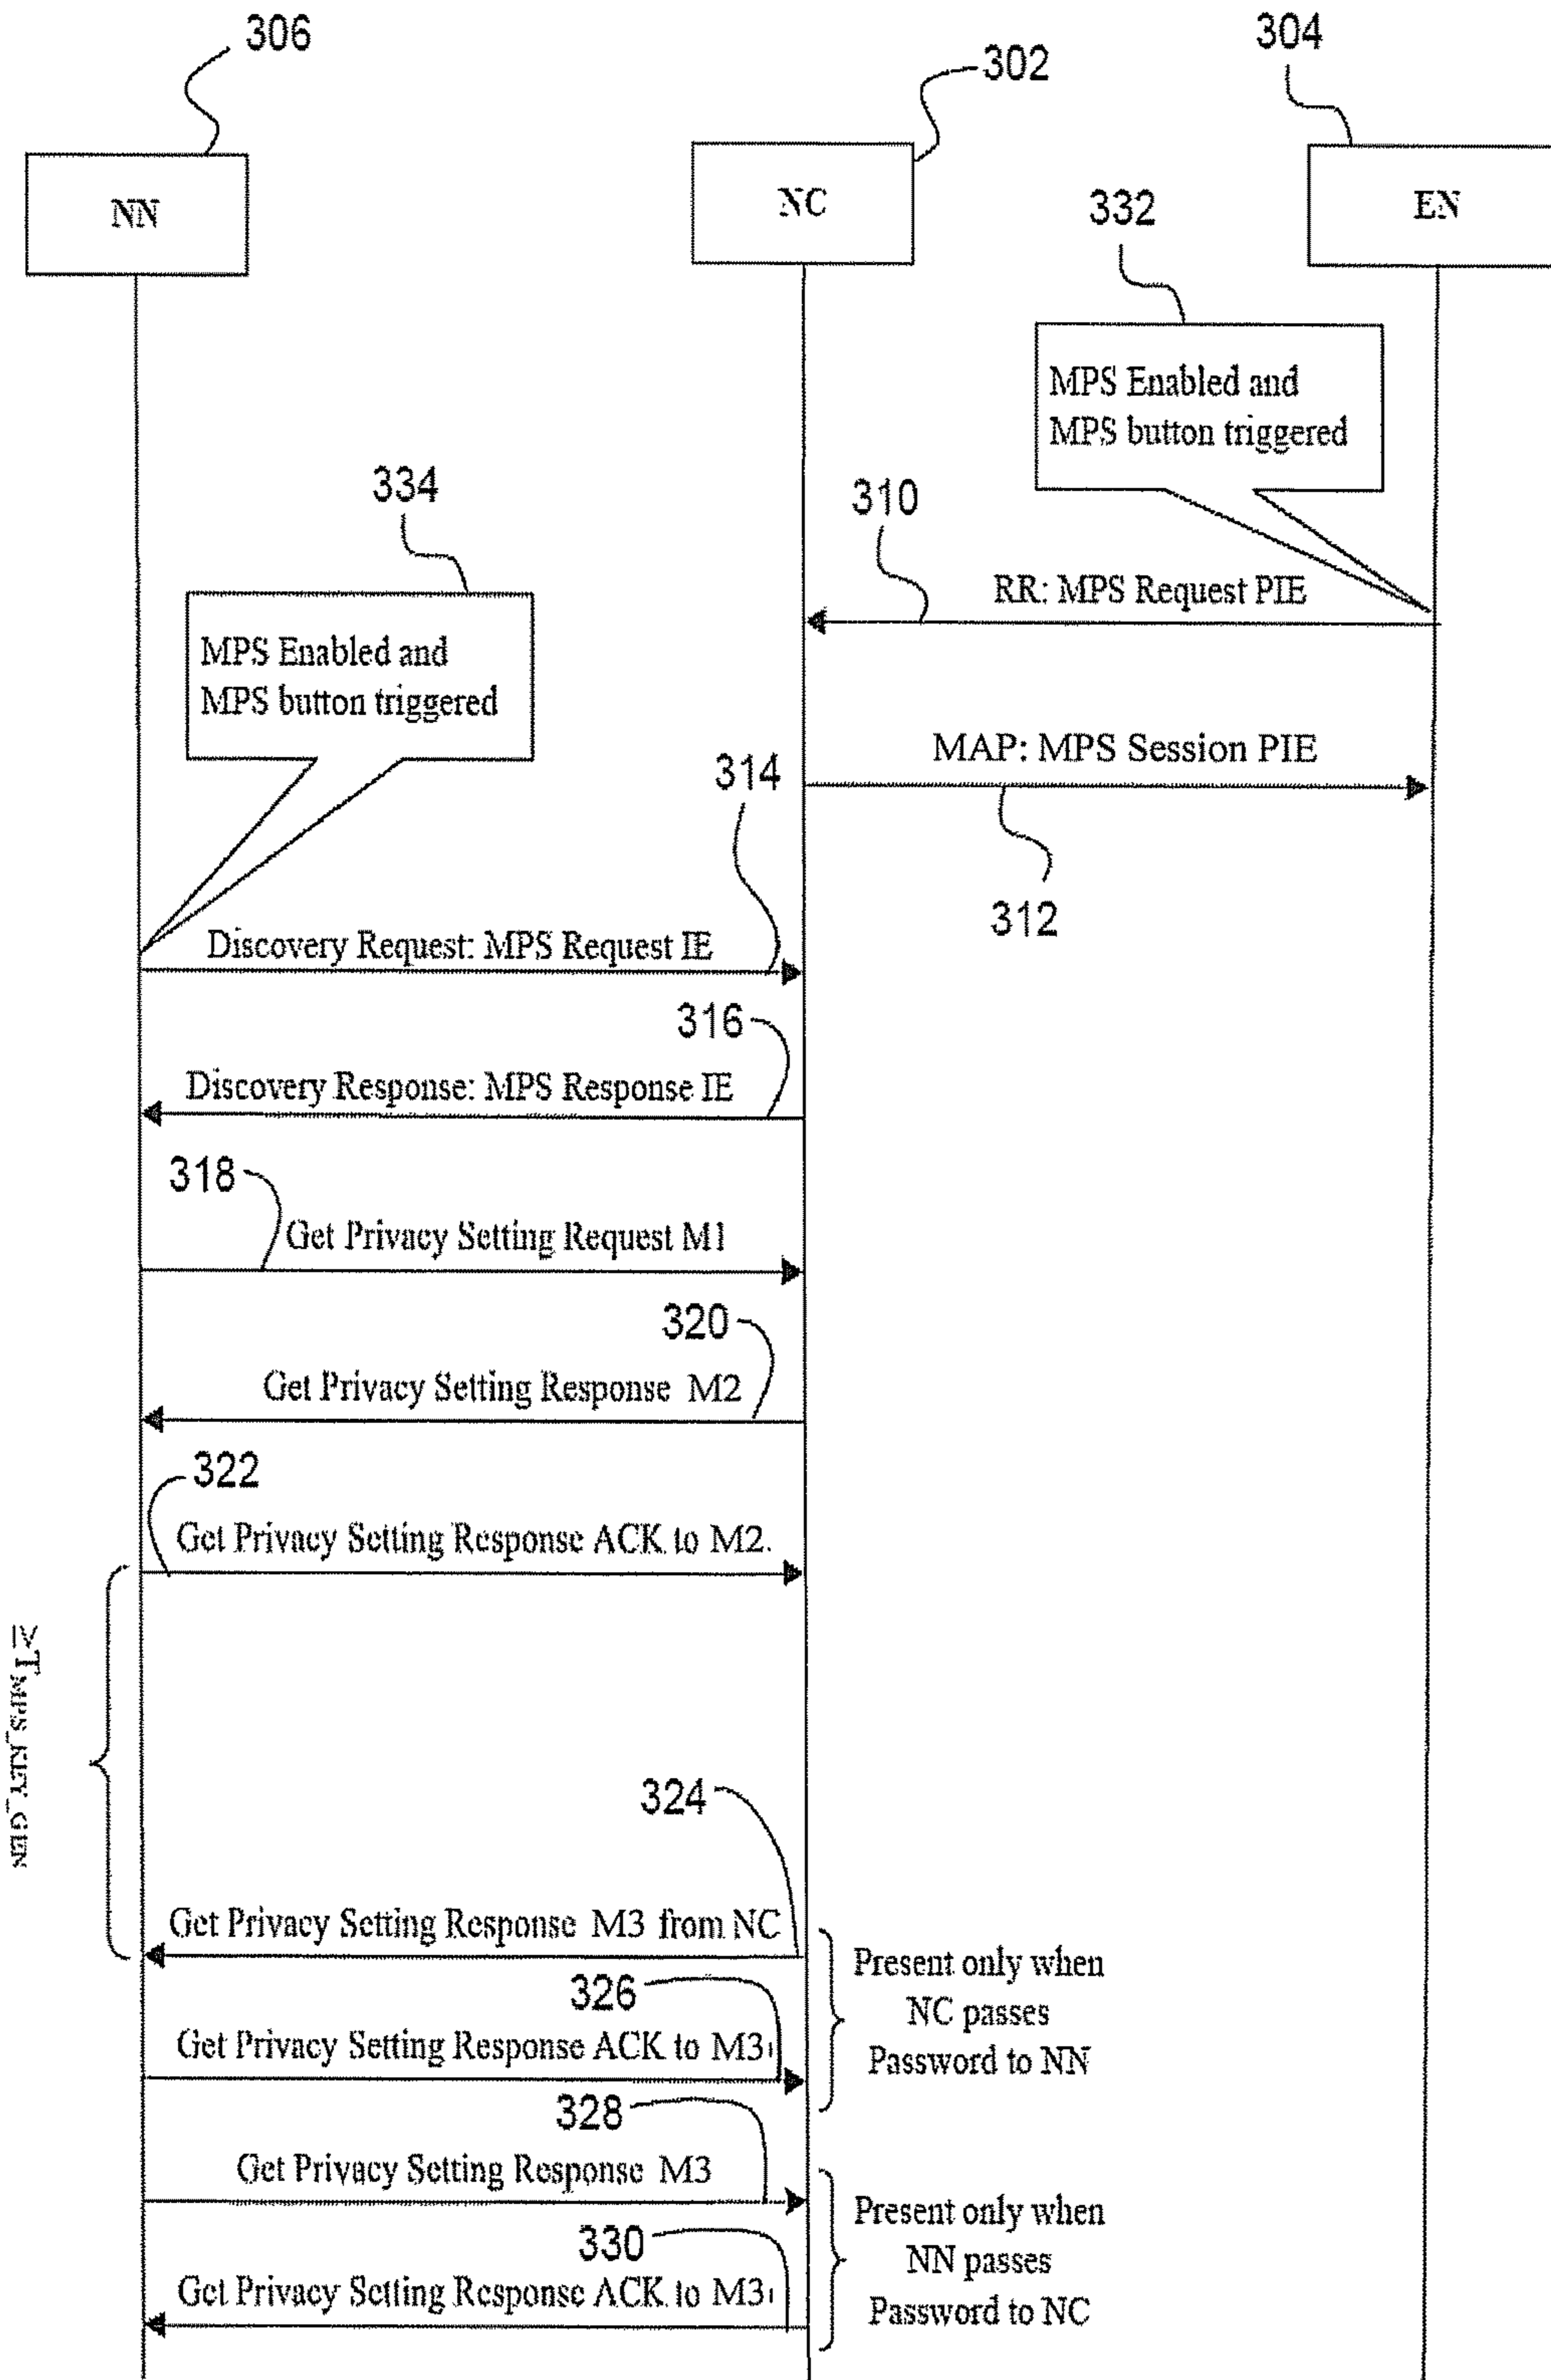 306
302
304
NN
NC
EN
332
MPS Enabled and
MPS button triggered
334
310
RR: MPS Request PIE
MPS Enabled and
MPS button triggered
MAP: MPS Session PIE
314
312
Discovery Request: MPS Request IE
316
Discovery Response: MPS Response IE
318
Get Privacy Setting Request M1
320
Get Privacy Setting Response M2
322
Get Privacy Setting Response ACK to M2.
≥TMPS_KEY_GEN
324
Get Privacy Setting Response M3 from NC
Present only when
NC passes
Password to NN
326
Get Privacy Setting Response ACK to M3
328
Get Privacy Setting Response M3
Present only when
NN passes
Password to NC
330
Get Privacy Setting Response ACK to M3